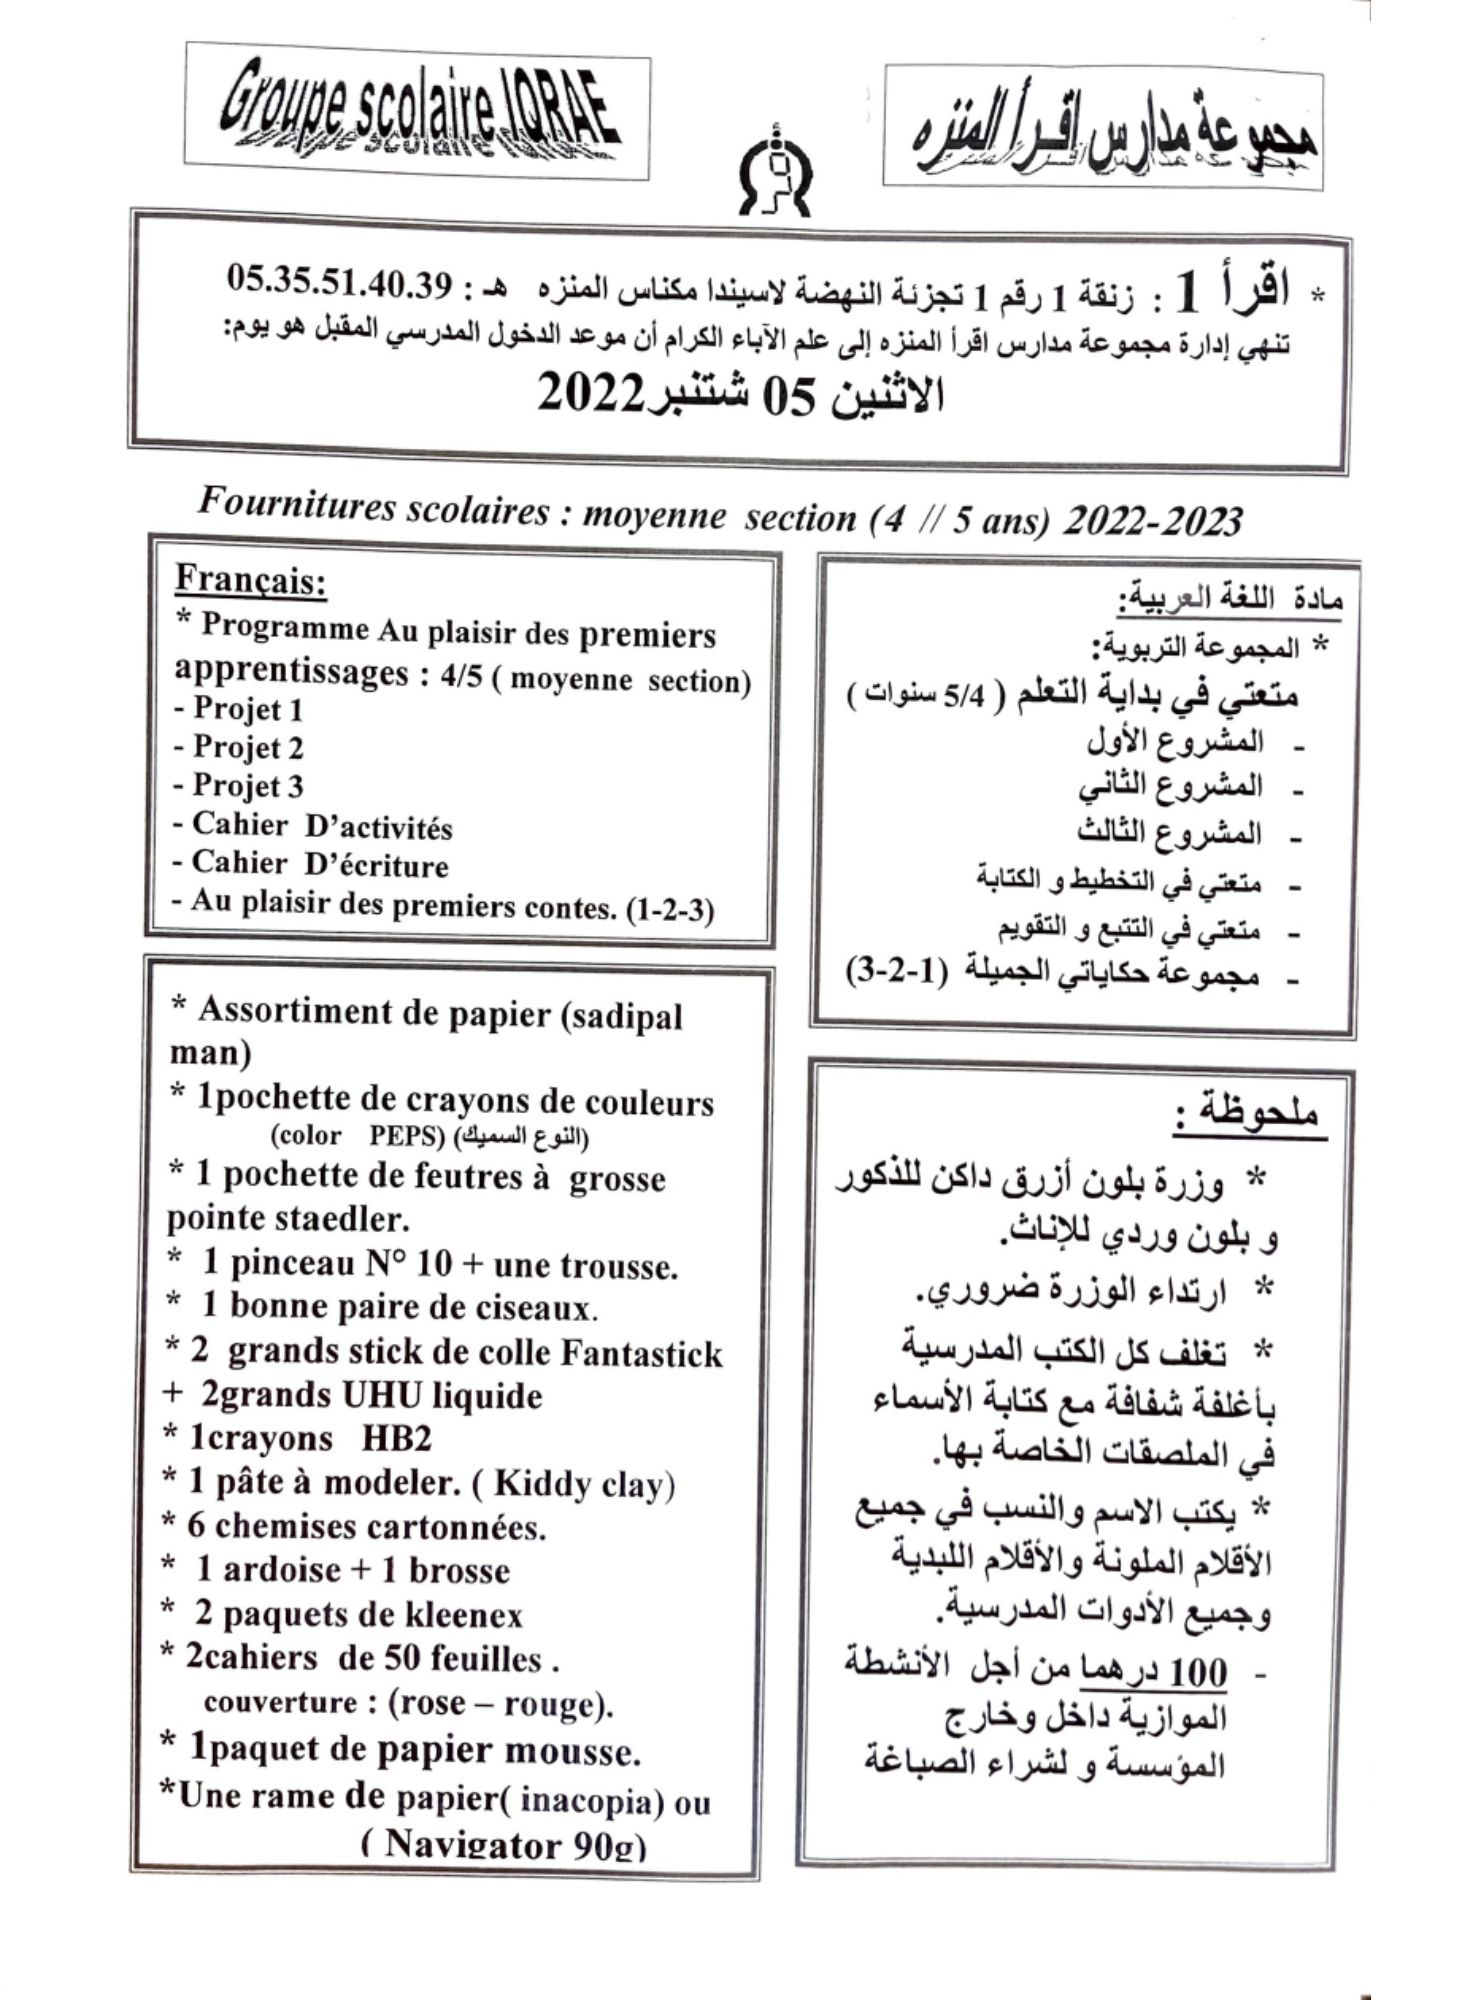 Groupe scolaire IQRAE
مجموعة مدارس اقرأ المنزه
* اقرأ 1 : زنقة 1 رقم 1 تجزئة النهضة لاسيندا مكناس المنزه هـ : 05.35.51.40.39
تنهي إدارة مجموعة مدارس اقرأ المنزه إلى علم الآباء الكرام أن موعد الدخول المدرسي المقبل هو يوم:
الاثنين 05 شتنبر2022
Fournitures scolaires : moyenne section (4 // 5 ans) 2022-2023
Français:
* Programme Au plaisir des premiers
apprentissages : 4/5 ( moyenne section)
- Projet 1
- Projet 2
- Projet 3
- Cahier D’activités
- Cahier D’écriture
- Au plaisir des premiers contes. (1-2-3)
مادة اللغة العربية:
* المجموعة التربوية:
متعتي في بداية التعلم ( 5/4 سنوات )
- المشروع الأول
- المشروع الثاني
- المشروع الثالث
- متعتي في التخطيط و الكتابة
- متعتي في التتبع و التقويم
- مجموعة حكاياتي الجميلة (1-2-3)
* Assortiment de papier (sadipal
man)
* 1pochette de crayons de couleurs
(color PEPS) (النوع السميك)
* 1 pochette de feutres à grosse
pointe staedler.
* 1 pinceau N° 10 + une trousse.
* 1 bonne paire de ciseaux.
* 2 grands stick de colle Fantastick
+ 2grands UHU liquide
* 1crayons HB2
* 1 pâte à modeler. ( Kiddy clay)
* 6 chemises cartonnées.
* 1 ardoise + 1 brosse
* 2 paquets de kleenex
* 2cahiers de 50 feuilles .
couverture : (rose – rouge).
* 1paquet de papier mousse.
*Une rame de papier( inacopia) ou
( Navigator 90g)
ملحوظة :
* وزرة بلون أزرق داكن للذكور
و بلون وردي للإناث.
* ارتداء الوزرة ضروري.
* تغلف كل الكتب المدرسية
بأغلفة شفافة مع كتابة الأسماء
في الملصقات الخاصة بها.
* يكتب الاسم والنسب في جميع
الأقلام الملونة والأقلام اللبدية
وجميع الأدوات المدرسية.
- 100 درهما من أجل الأنشطة
الموازية داخل وخارج
المؤسسة و لشراء الصباغة